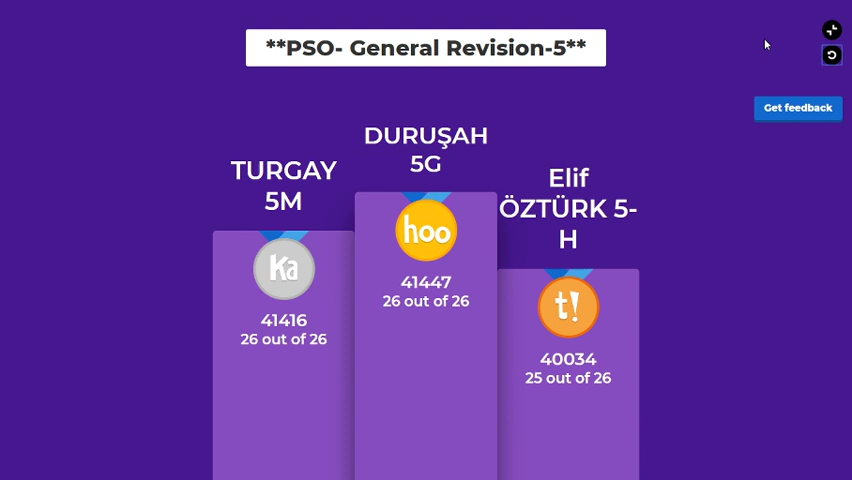 **PSO- General Revision-5**
Get feedback
DURUŞAH
5G
TURGAY
5M
Elif
ÖZTÜRK 5-
H
hoo
41447
26 out of 26
Ka
41416
26 out of 26
t!
40034
25 out of 26